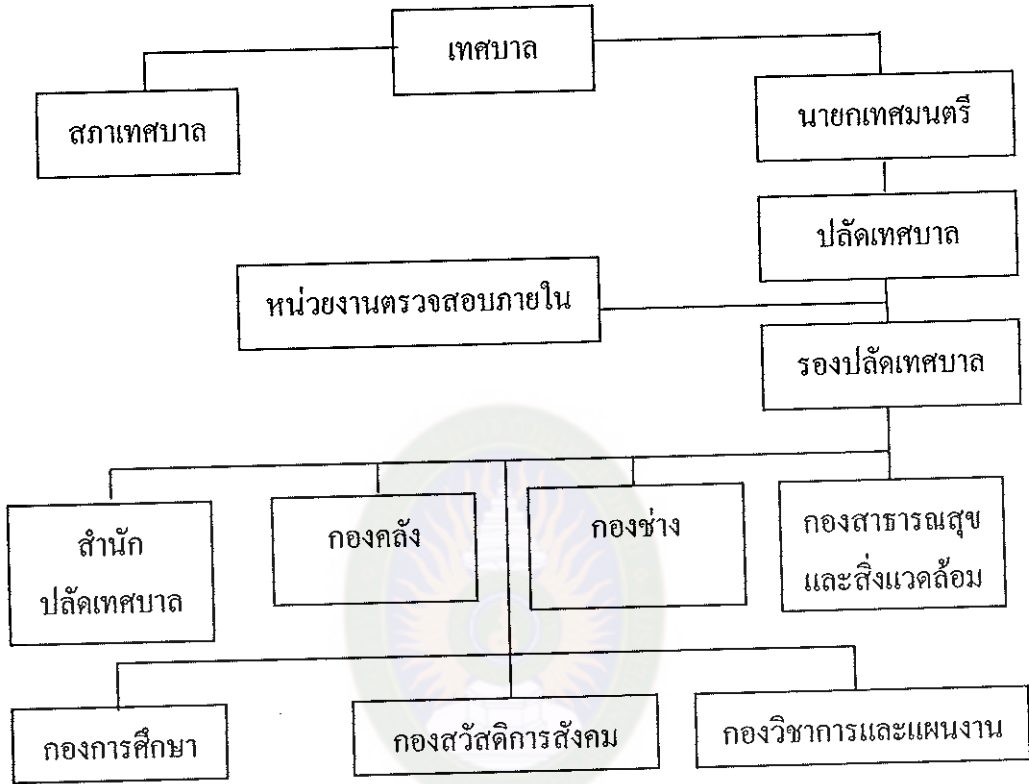 เทศบาล
สภาเทศบาล
นายกเทศมนตรี
ปลัดเทศบาล
หน่วยงานตรวจสอบภายใน
รองปลัดเทศบาล
สำนัก
ปลัดเทศบาล
กองคลัง
กองช่าง
กองสาธารณสุข
และสิ่งแวดล้อม
กองการศึกษา
กองสวัสดิการสังคม
กองวิชาการและแผนงาน